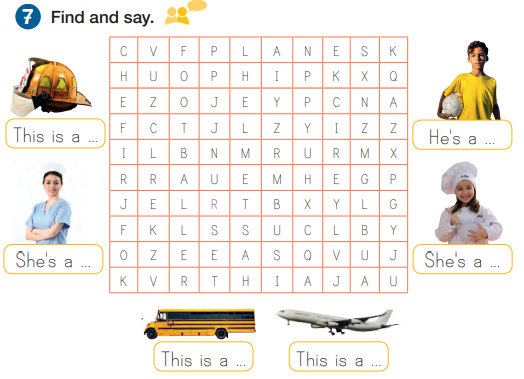 7 Find and say.
C V F P L A N E S K
H U O P H I P K X Q
E Z O J E Y P C N A
F C T J L Z Y I Z Z
I L B N M R U R M X
R R A U E M H E G P
J E L R T B X Y L G
F K L S S U C L B Y
O Z E E A S Q V U J
K V R T H I A J A U
This is a ...
He's a ...
She's a ...
She's a ...
This is a ...
This is a ...